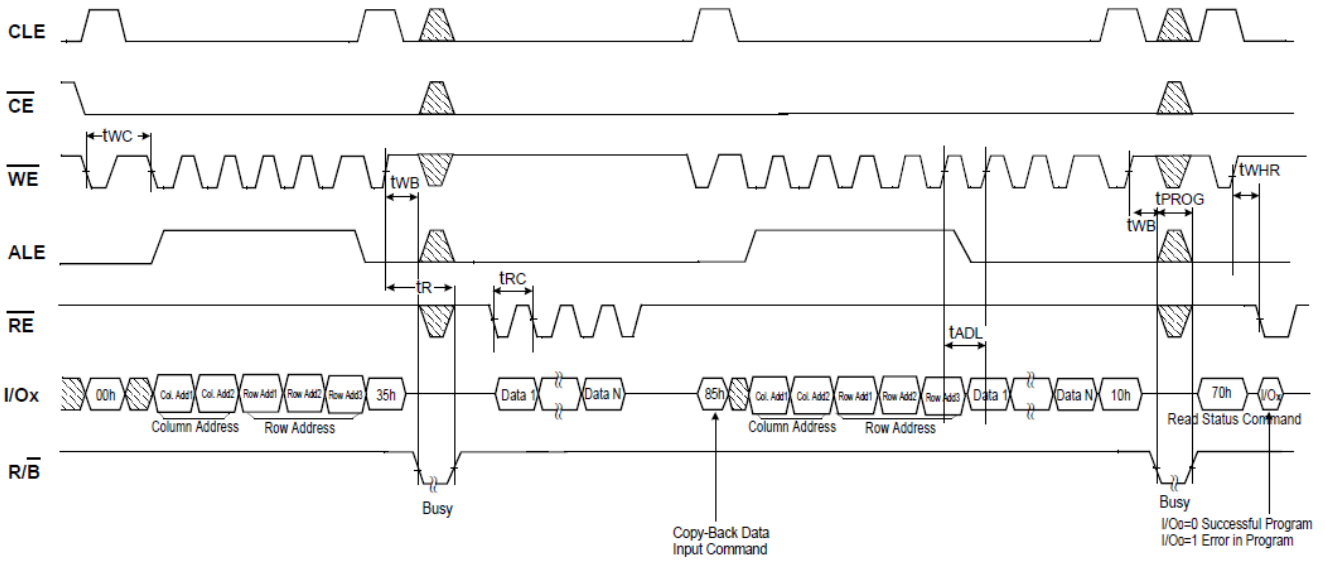 CLE
CE
tWC
WE
tWB
tWHR
tPROG
tWB
ALE
tR
tRC
RE
tADL
I/Ox 00h Col. Add1 Col. Add2 Row Add1 Row Add2 Row Add3 35h Data 1 Data N 85h Col. Add1 Col. Add2 Row Add1 Row Add2 Row Add3 Data 1 Data N 10h 70h I/Ox
Column Address Row Address Column Address Row Address Read Status Command
R/B
Busy Busy
Copy-Back Data
Input Command
I/O0=0 Successful Program
I/O0=1 Error in Program